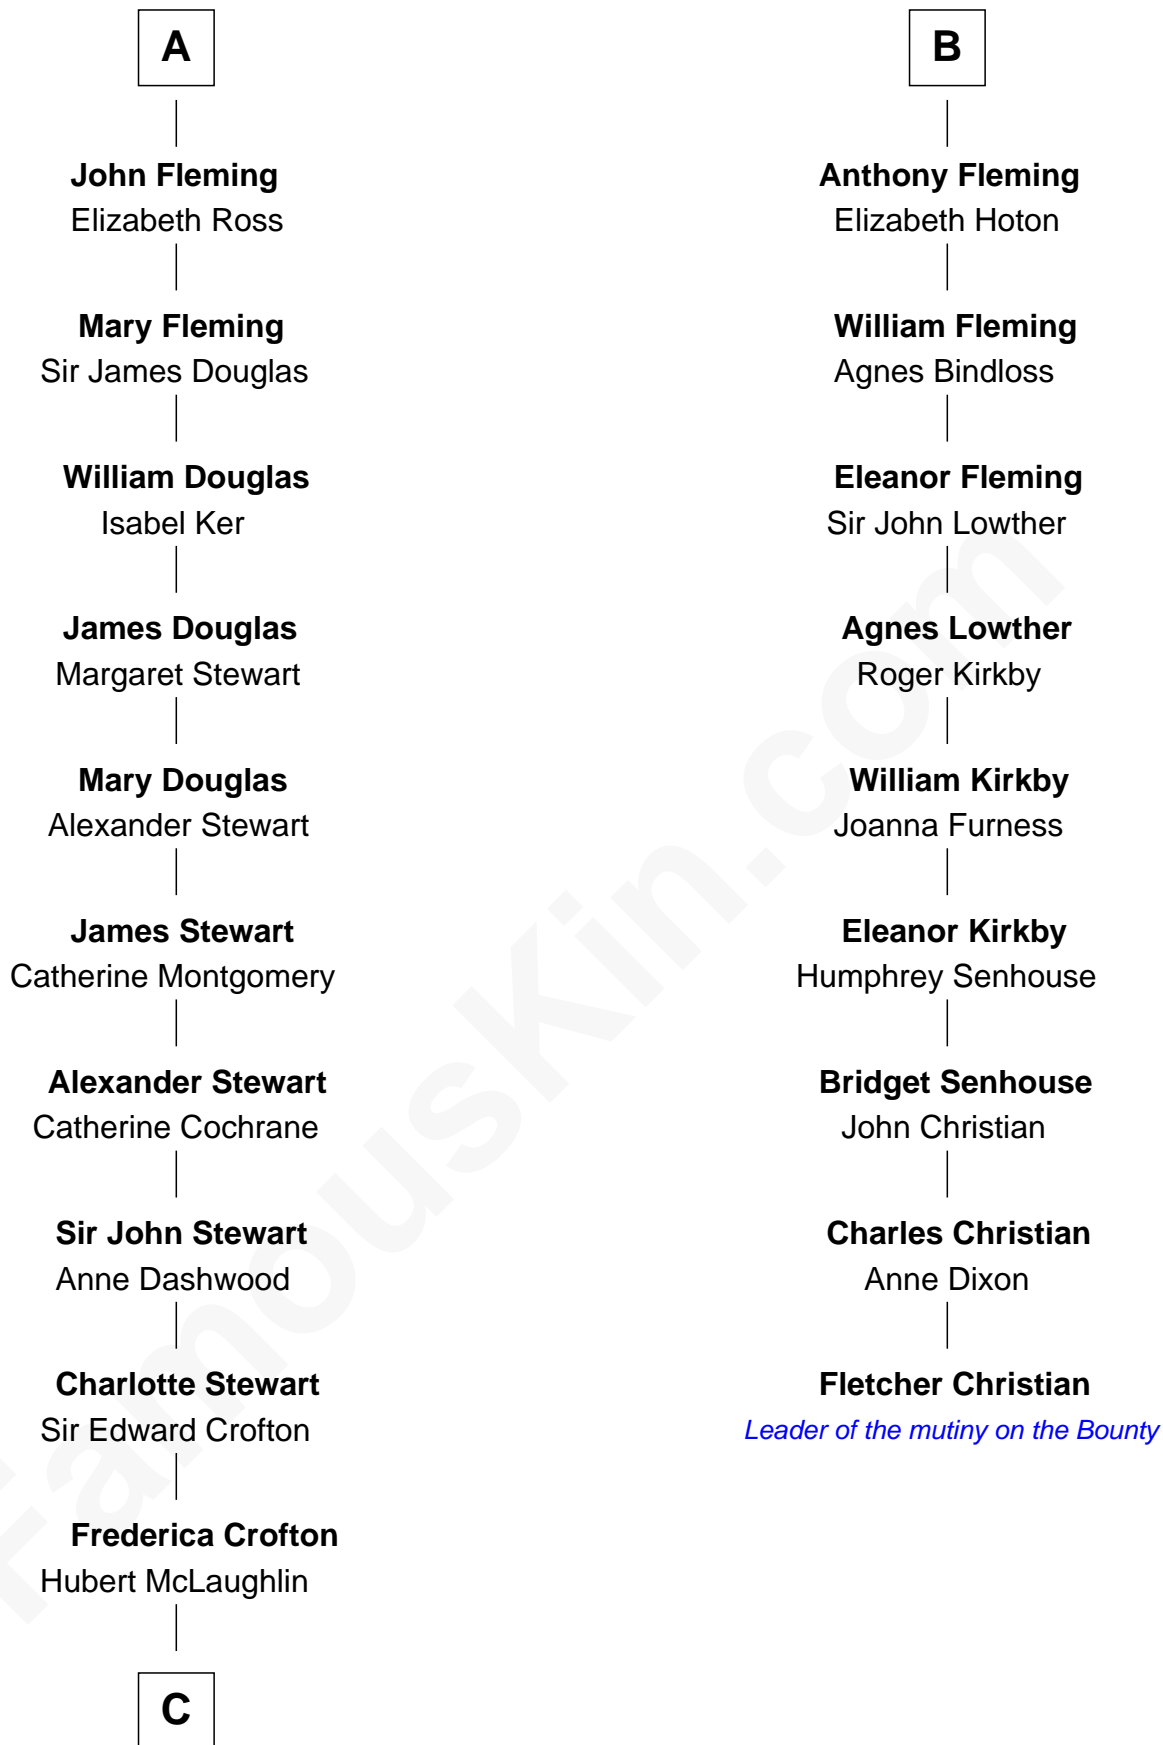 A
John Fleming
Elizabeth Ross
Mary Fleming
Sir James Douglas
William Douglas
Isabel Ker
James Douglas
Margaret Stewart
Mary Douglas
Alexander Stewart
James Stewart
Catherine Montgomery
Alexander Stewart
Catherine Cochrane
Sir John Stewart
Anne Dashwood
Charlotte Stewart
Sir Edward Crofton
Frederica Crofton
Hubert McLaughlin
C
B
Anthony Fleming
Elizabeth Hoton
William Fleming
Agnes Bindloss
Eleanor Fleming
Sir John Lowther
Agnes Lowther
Roger Kirkby
William Kirkby
Joanna Furness
Eleanor Kirkby
Humphrey Senhouse
Bridget Senhouse
John Christian
Charles Christian
Anne Dixon
Fletcher Christian
Leader of the mutiny on the Bounty
FamousKin.com